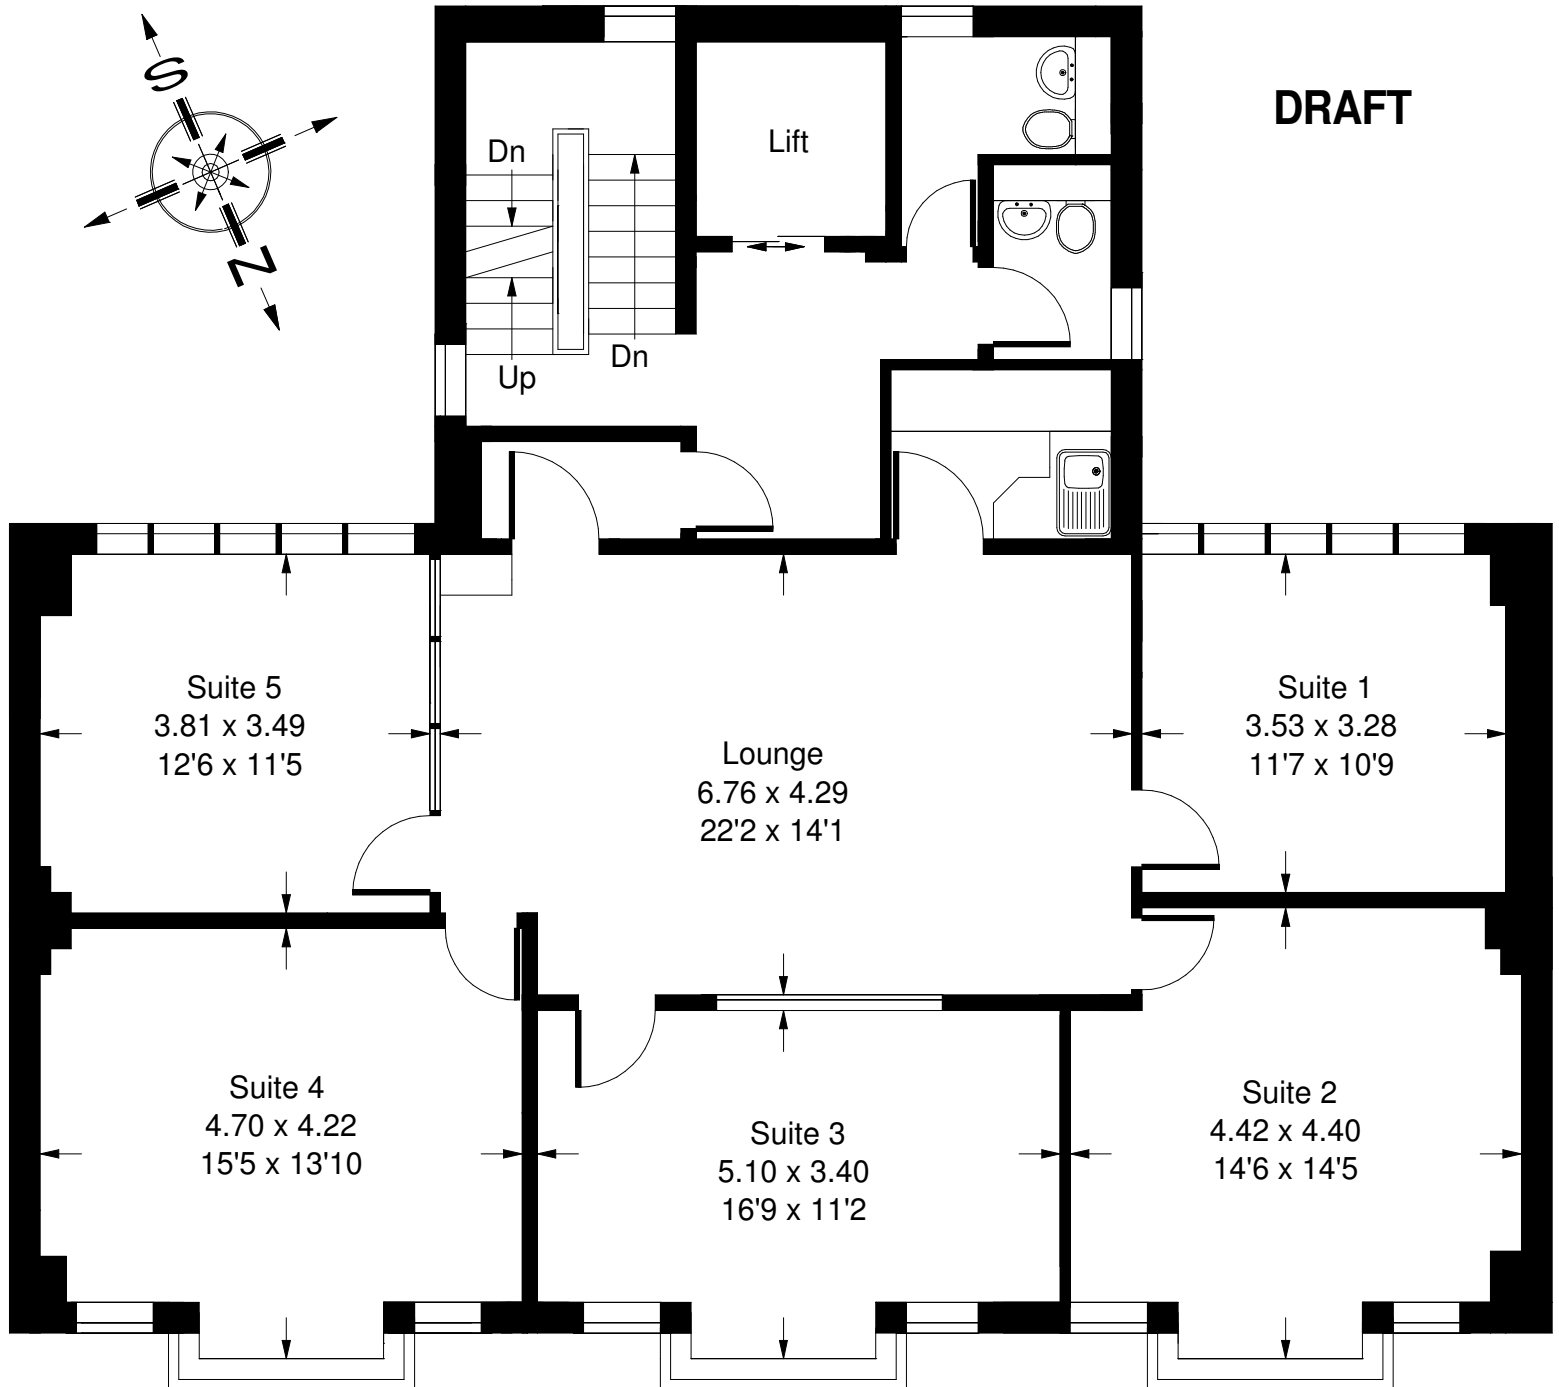 S
N
DRAFT
Lift
Dn
Dn
Up
Suite 5
3.81 x 3.49
12'6 x 11'5
Lounge
6.76 x 4.29
22'2 x 14'1
Suite 1
3.53 x 3.28
11'7 x 10'9
Suite 4
4.70 x 4.22
15'5 x 13'10
Suite 3
5.10 x 3.40
16'9 x 11'2
Suite 2
4.42 x 4.40
14'6 x 14'5